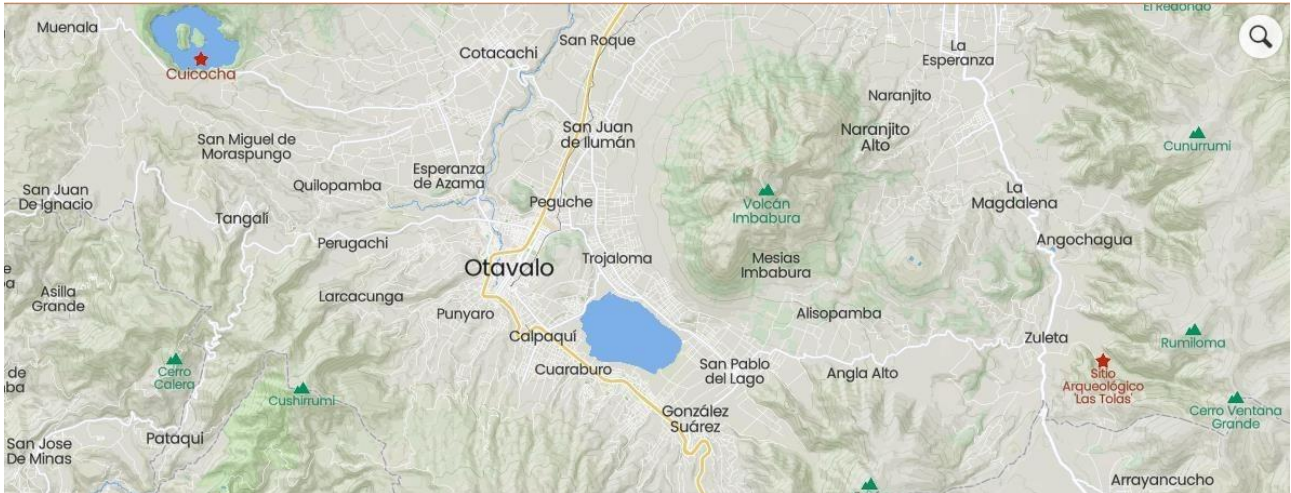 El Redondo
Muenala
San Roque
Cotacachi
La
Esperanza
Cuicocha
Naranjito
San Juan
de Ilumán
Naranjito
Alto
Cunurrumi
San Miguel de
Moraspungo
Esperanza
de Azama
Quilopamba
San Juan
De Ignacio
Peguche
Volcán
Imbabura
La
Magdalena
Tangalí
Perugachi
Angochagua
Otavalo
Trojaloma
Mesias
Imbabura
Asilla
Grande
Larcacunga
Punyaro
Alisopamba
Calpaquí
Zuleta
Rumiloma
Cerro
Calera
Cuaraburo
San Pablo
del Lago
Angla Alto
Sitio
Arqueológico
'Las Tolas'
de
ba
Cushirrumi
González
Suárez
Cerro Ventana
Grande
Pataqui
San Jose
De Minas
Arrayancucho